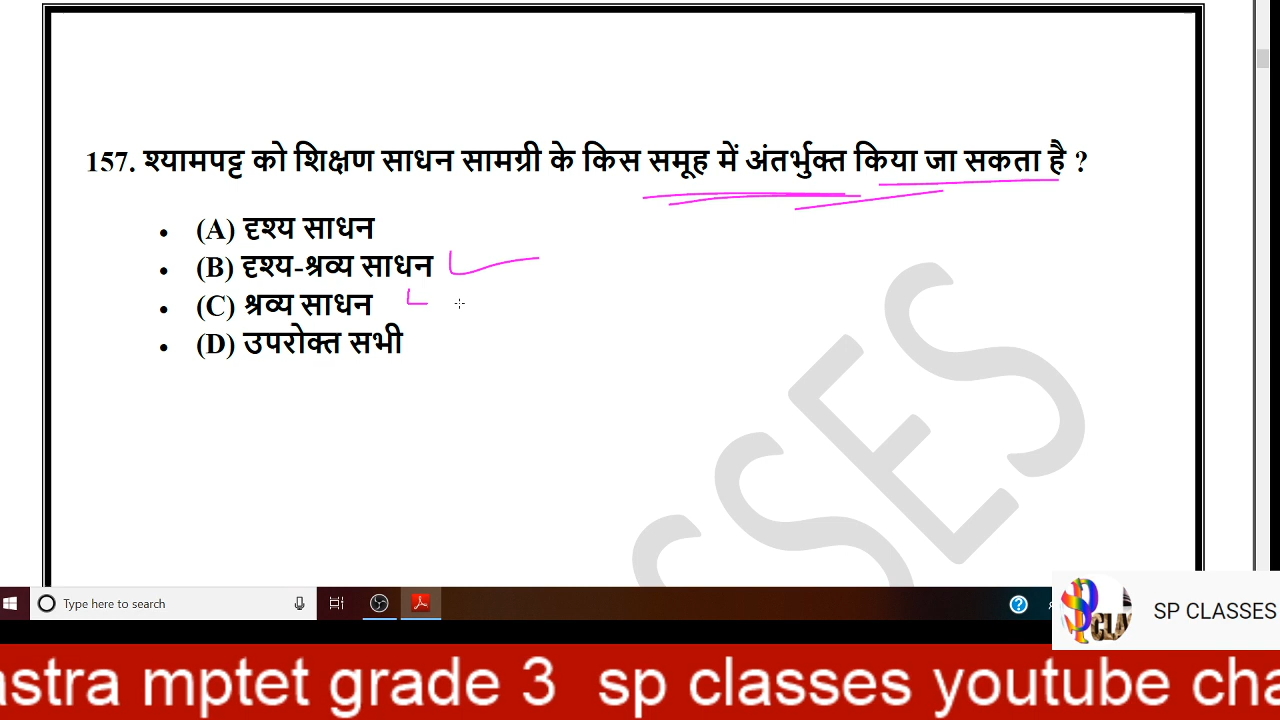 157. श्यामपट्ट को शिक्षण साधन सामग्री के किस समूह में अंतर्भुक्त किया जा सकता है ?
• (A) दृश्य साधन
• (B) दृश्य-श्रव्य साधन
• (C) श्रव्य साधन
• (D) उपरोक्त सभी
SSES
Type here to search
SP CLASSES
astra mptet grade 3 sp classes youtube cha